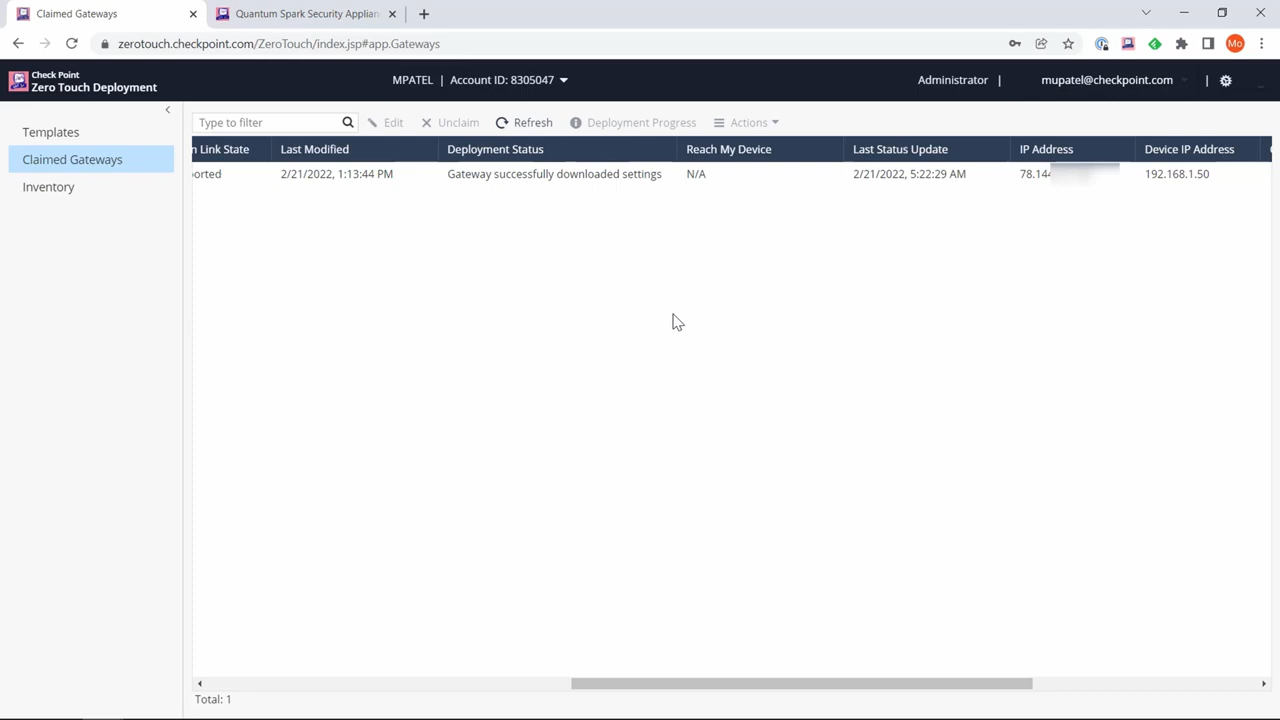 Claimed Gateways
Quantum Spark Security Applian
zerotouch.checkpoint.com/ZeroTouch/index.jsp#app.Gateways
Mo
Check Point
Zero Touch Deployment
MPATEL | Account ID: 8305047
Administrator |
mupatel@checkpoint.com |
Templates
Claimed Gateways
Inventory
Type to filter
Edit
Unclaim
Refresh
Deployment Progress
Actions
n Link State
Last Modified
Deployment Status
Reach My Device
Last Status Update
IP Address
Device IP Address
orted
2/21/2022, 1:13:44 PM
Gateway successfully downloaded settings
N/A
2/21/2022, 5:22:29 AM
78.144
192.168.1.50
Total: 1